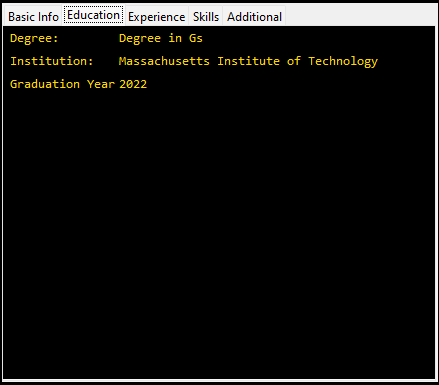 Basic Info Education Experience Skills Additional
Degree: Degree in Gs
Institution: Massachusetts Institute of Technology
Graduation Year 2022